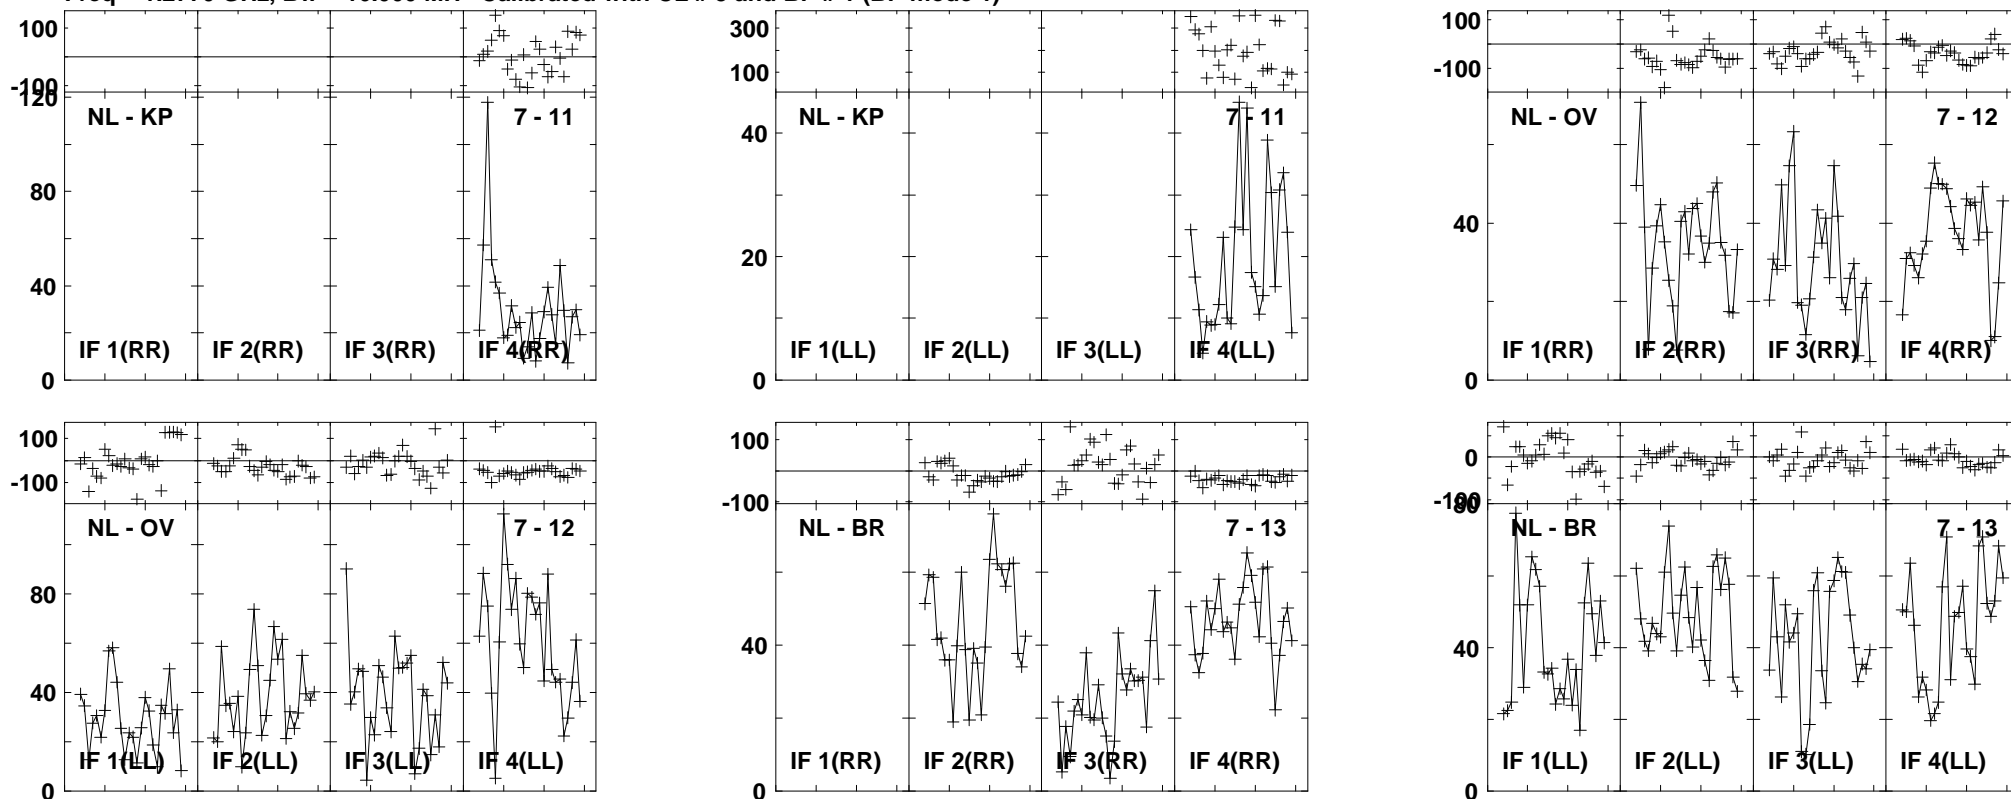 100
-100
120
80
40
0
NL - KP
7 - 11
IF 1(RR)
IF 2(RR)
IF 3(RR)
IF 4(RR)
300
100
40
20
0
NL - KP
7 - 11
IF 1(LL)
IF 2(LL)
IF 3(LL)
IF 4(LL)
100
-100
40
0
NL - OV
7 - 12
IF 1(RR)
IF 2(RR)
IF 3(RR)
IF 4(RR)
100
-100
80
40
0
NL - OV
7 - 12
IF 1(LL)
IF 2(LL)
IF 3(LL)
IF 4(LL)
100
-100
40
0
NL - BR
7 - 13
IF 1(RR)
IF 2(RR)
IF 3(RR)
IF 4(RR)
100
0
-100
80
40
0
NL - BR
7 - 13
IF 1(LL)
IF 2(LL)
IF 3(LL)
IF 4(LL)